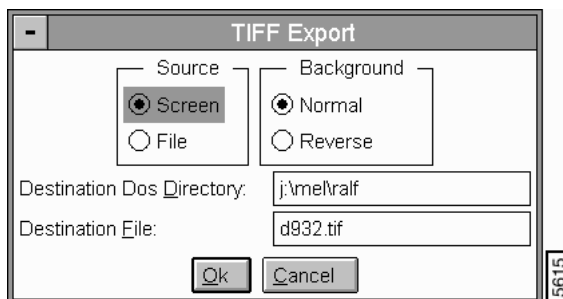 TIFF Export
Source
Background
Screen
Normal
File
Reverse
Destination Dos Directory:
j:\mel\ralf
Destination File:
d932.tif
Ok
Cancel
5615